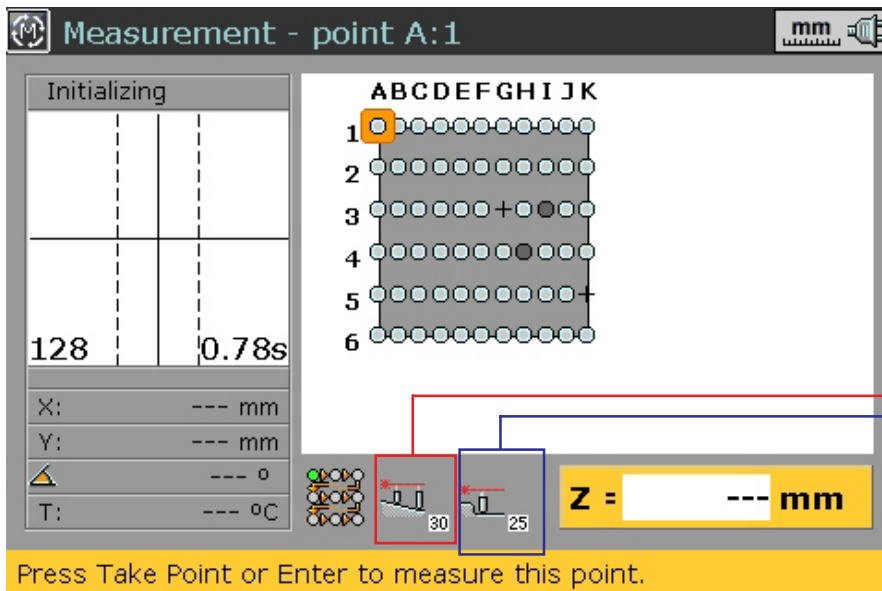 Measurement - point A:1
mm
Initializing
128 0.78s
X: --- mm
Y: --- mm
--- º
T: --- ºC
ABCDEFGHIJK
1
2
3
4
5
6
30
25
Z = --- mm
Press Take Point or Enter to measure this point.